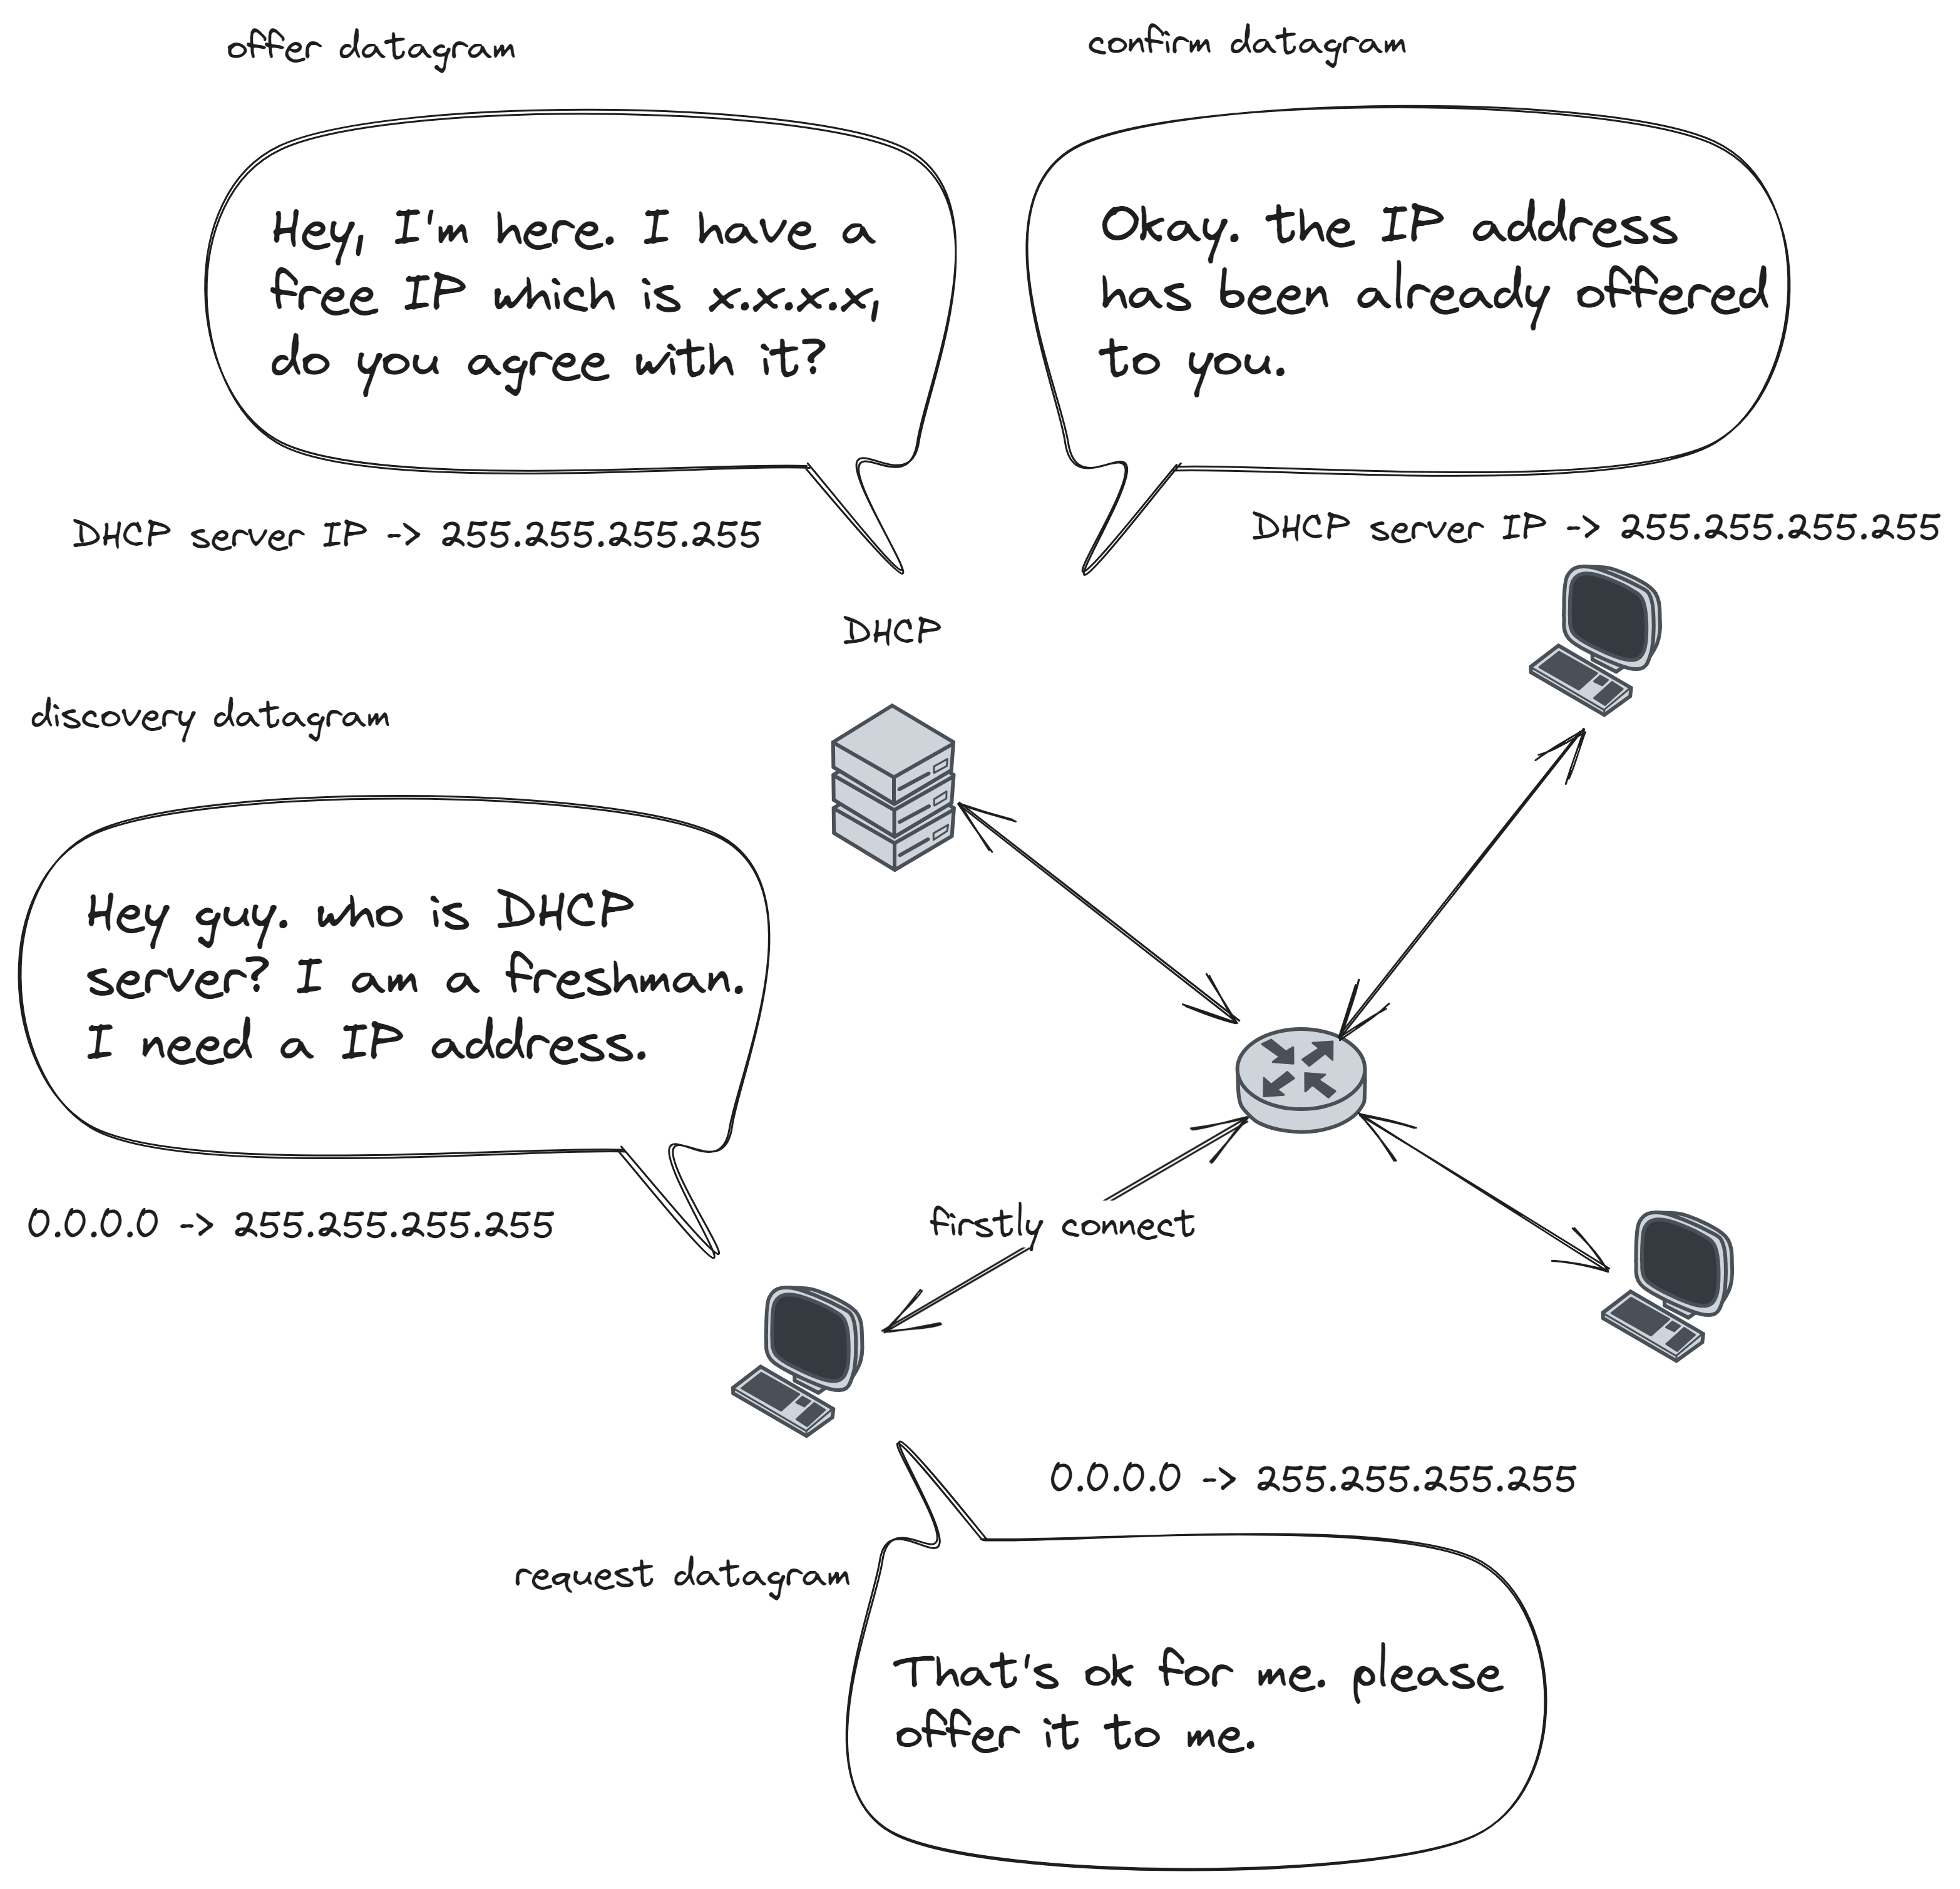 offer datagram
confirm datagram
Hey, I'm here. I have a
free IP which is x.x.x.x,
do you agree with it?
Okay. the IP address
has been already offered
to you.
DHCP server IP -> 255.255.255.255
DHCP server IP -> 255.255.255.255
DHCP
discovery datagram
Hey guy. who is DHCP
server? I am a freshman.
I need a IP address.
0.0.0.0 -> 255.255.255.255
firstly connect
0.0.0.0 -> 255.255.255.255
request datagram
That's ok for me. please
offer it to me.